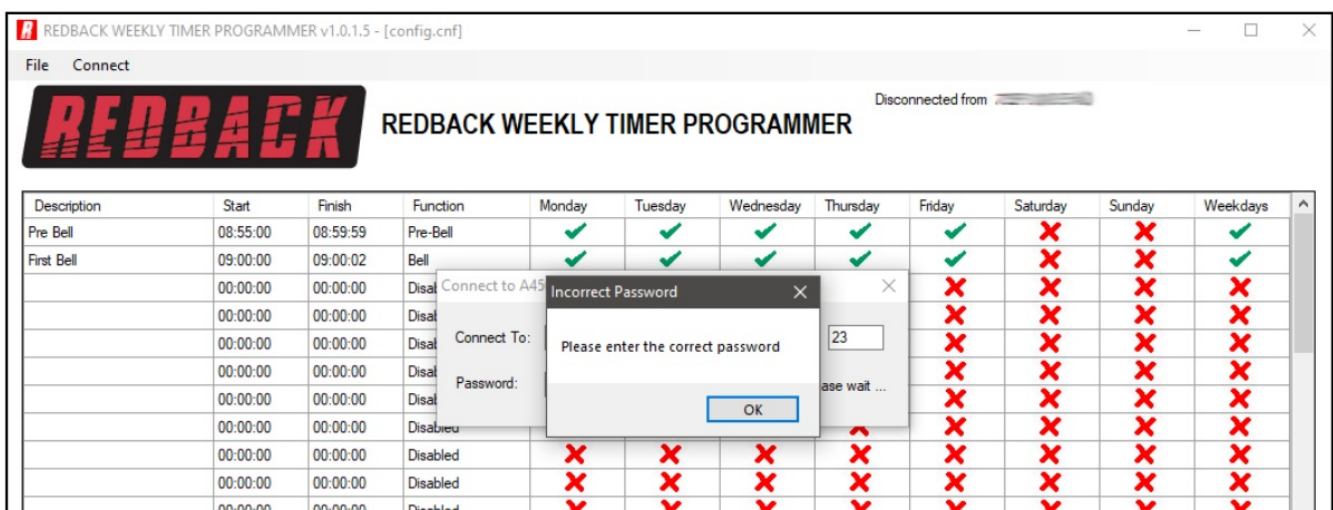 REDBACK WEEKLY TIMER PROGRAMMER v1.0.1.5 - [config.cnf]
File Connect
Disconnected from
REDBACK
REDBACK WEEKLY TIMER PROGRAMMER
Description Start Finish Function Monday Tuesday Wednesday Thursday Friday Saturday Sunday Weekdays
Pre Bell 08:55:00 08:59:59 Pre-Bell
First Bell 09:00:00 09:00:02 Bell
00:00:00 00:00:00
00:00:00 00:00:00
00:00:00 00:00:00
00:00:00 00:00:00
00:00:00 00:00:00
00:00:00 00:00:00 Disabled
00:00:00 00:00:00 Disabled
00:00:00 00:00:00 Disabled
00:00:00 00:00:00 Disabled
Connect to
Incorrect Password
Connect To: 23
Please enter the correct password
Password: wait ...
OK